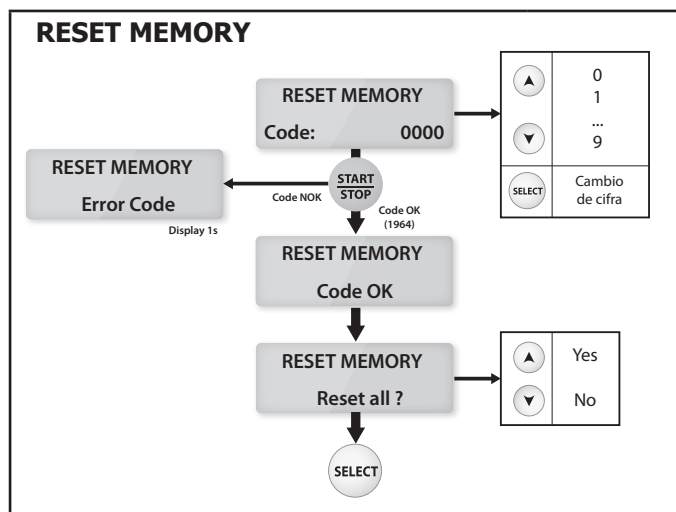 RESET MEMORY
RESET MEMORY
Code: 0000
0
1
...
9
SELECT
Cambio
de cifra
START
STOP
RESET MEMORY
Error Code
Display 1s
Code NOK
Code OK
(1964)
RESET MEMORY
Code OK
RESET MEMORY
Reset all ?
Yes
No
SELECT